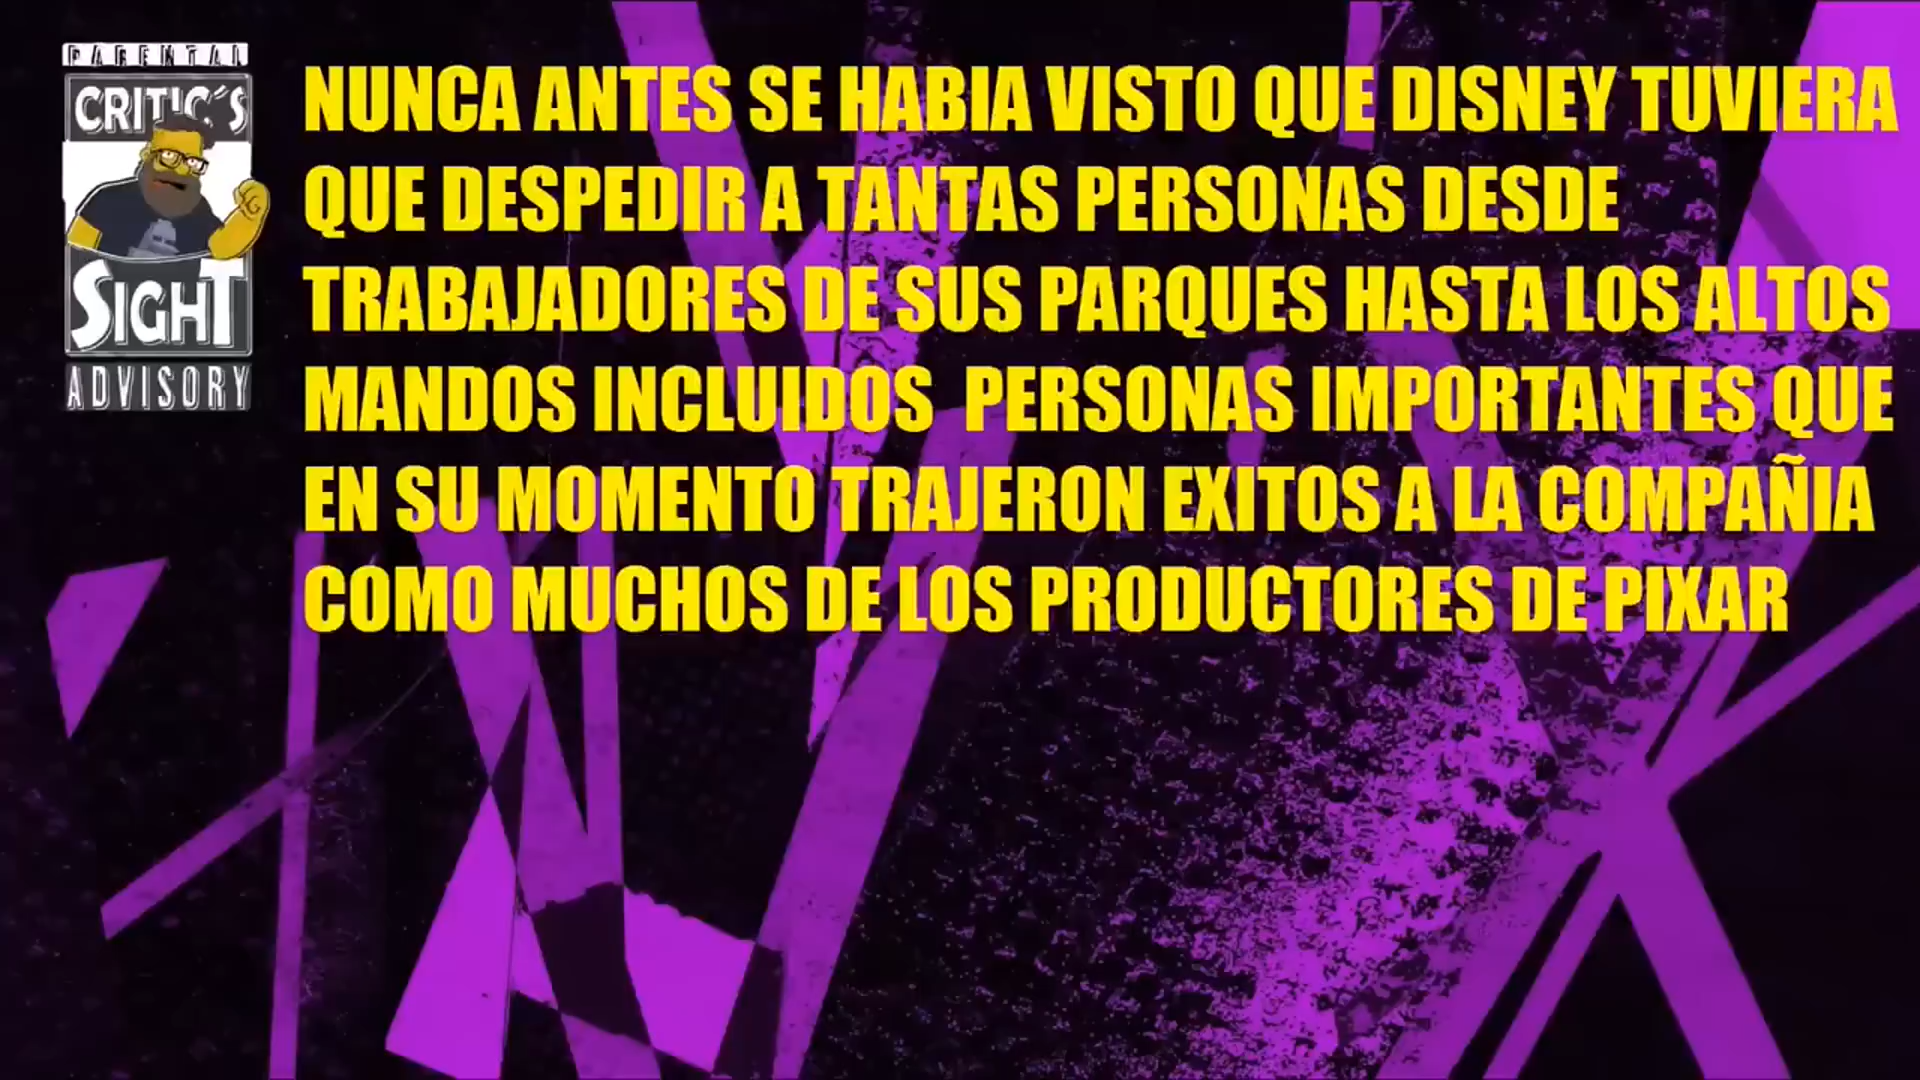 PARENTAL
CRITIC'S
SIGHT
ADVISORY
NUNCA ANTES SE HABIA VISTO QUE DISNEY TUVIERA
QUE DESPEDIR A TANTAS PERSONAS DESDE
TRABAJADORES DE SUS PARQUES HASTA LOS ALTOS
MANDOS INCLUIDOS PERSONAS IMPORTANTES QUE
EN SU MOMENTO TRAJERON EXITOS A LA COMPAÑIA
COMO MUCHOS DE LOS PRODUCTORES DE PIXAR